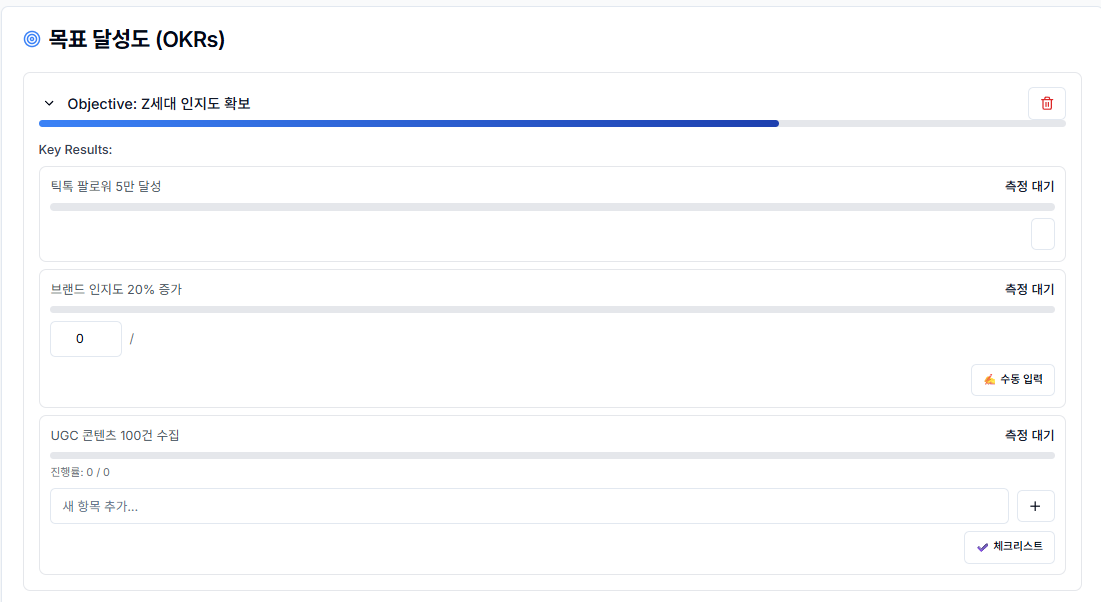 목표 달성도 (OKRs)
Objective: Z세대 인지도 확보
Key Results:
틱톡 팔로워 5만 달성 측정 대기
브랜드 인지도 20% 증가 측정 대기
0 /
✍️ 수동 입력
UGC 콘텐츠 100건 수집 측정 대기
진행률: 0 / 0
새 항목 추가... +
✔ 체크리스트